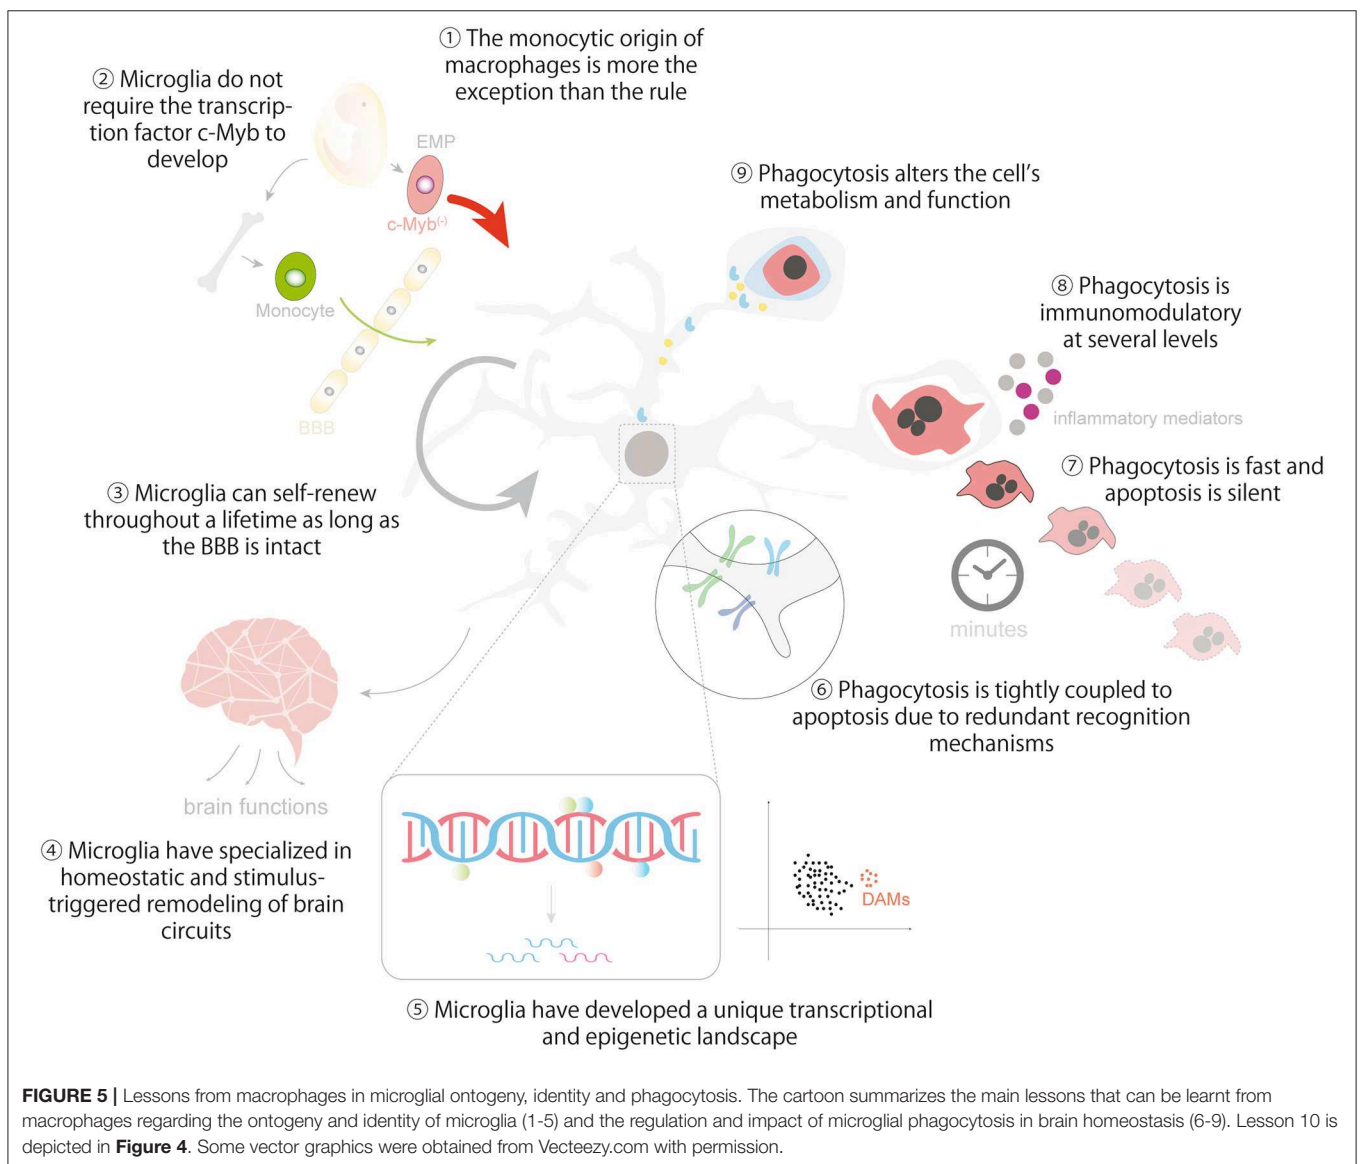 ① The monocytic origin of
macrophages is more the
exception than the rule
② Microglia do not
require the transcrip-
tion factor c-Myb to
develop
EMP
c-Myb(-)
Monocyte
BBB
③ Microglia can self-renew
throughout a lifetime as long as
the BBB is intact
brain functions
④ Microglia have specialized in
homeostatic and stimulus-
triggered remodeling of brain
circuits
DAMs
⑤ Microglia have developed a unique transcriptional
and epigenetic landscape
⑥ Phagocytosis is tightly coupled to
apoptosis due to redundant recognition
mechanisms
⑦ Phagocytosis is fast and
apoptosis is silent
minutes
⑧ Phagocytosis is
immunomodulatory
at several levels
inflammatory mediators
⑨ Phagocytosis alters the cell’s
metabolism and function
FIGURE 5 | Lessons from macrophages in microglial ontogeny, identity and phagocytosis. The cartoon summarizes the main lessons that can be learnt from
macrophages regarding the ontogeny and identity of microglia (1-5) and the regulation and impact of microglial phagocytosis in brain homeostasis (6-9). Lesson 10 is
depicted in Figure 4. Some vector graphics were obtained from Vecteezy.com with permission.